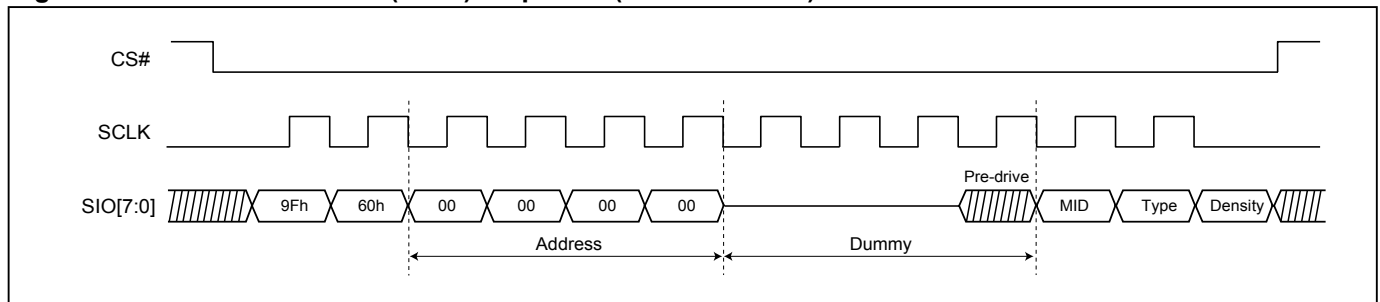 CS#
SCLK
Pre-drive
SIO[7:0] 9Fh 60h 00 00 00 00 MID Type Density
Address Dummy